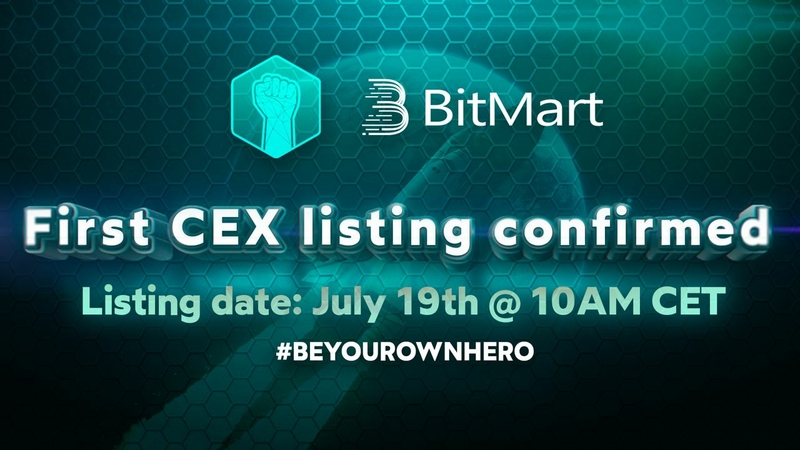 BitMart
First CEX listing confirmed
Listing date: July 19th @ 10AM CET
#BEYOUROWNHERO